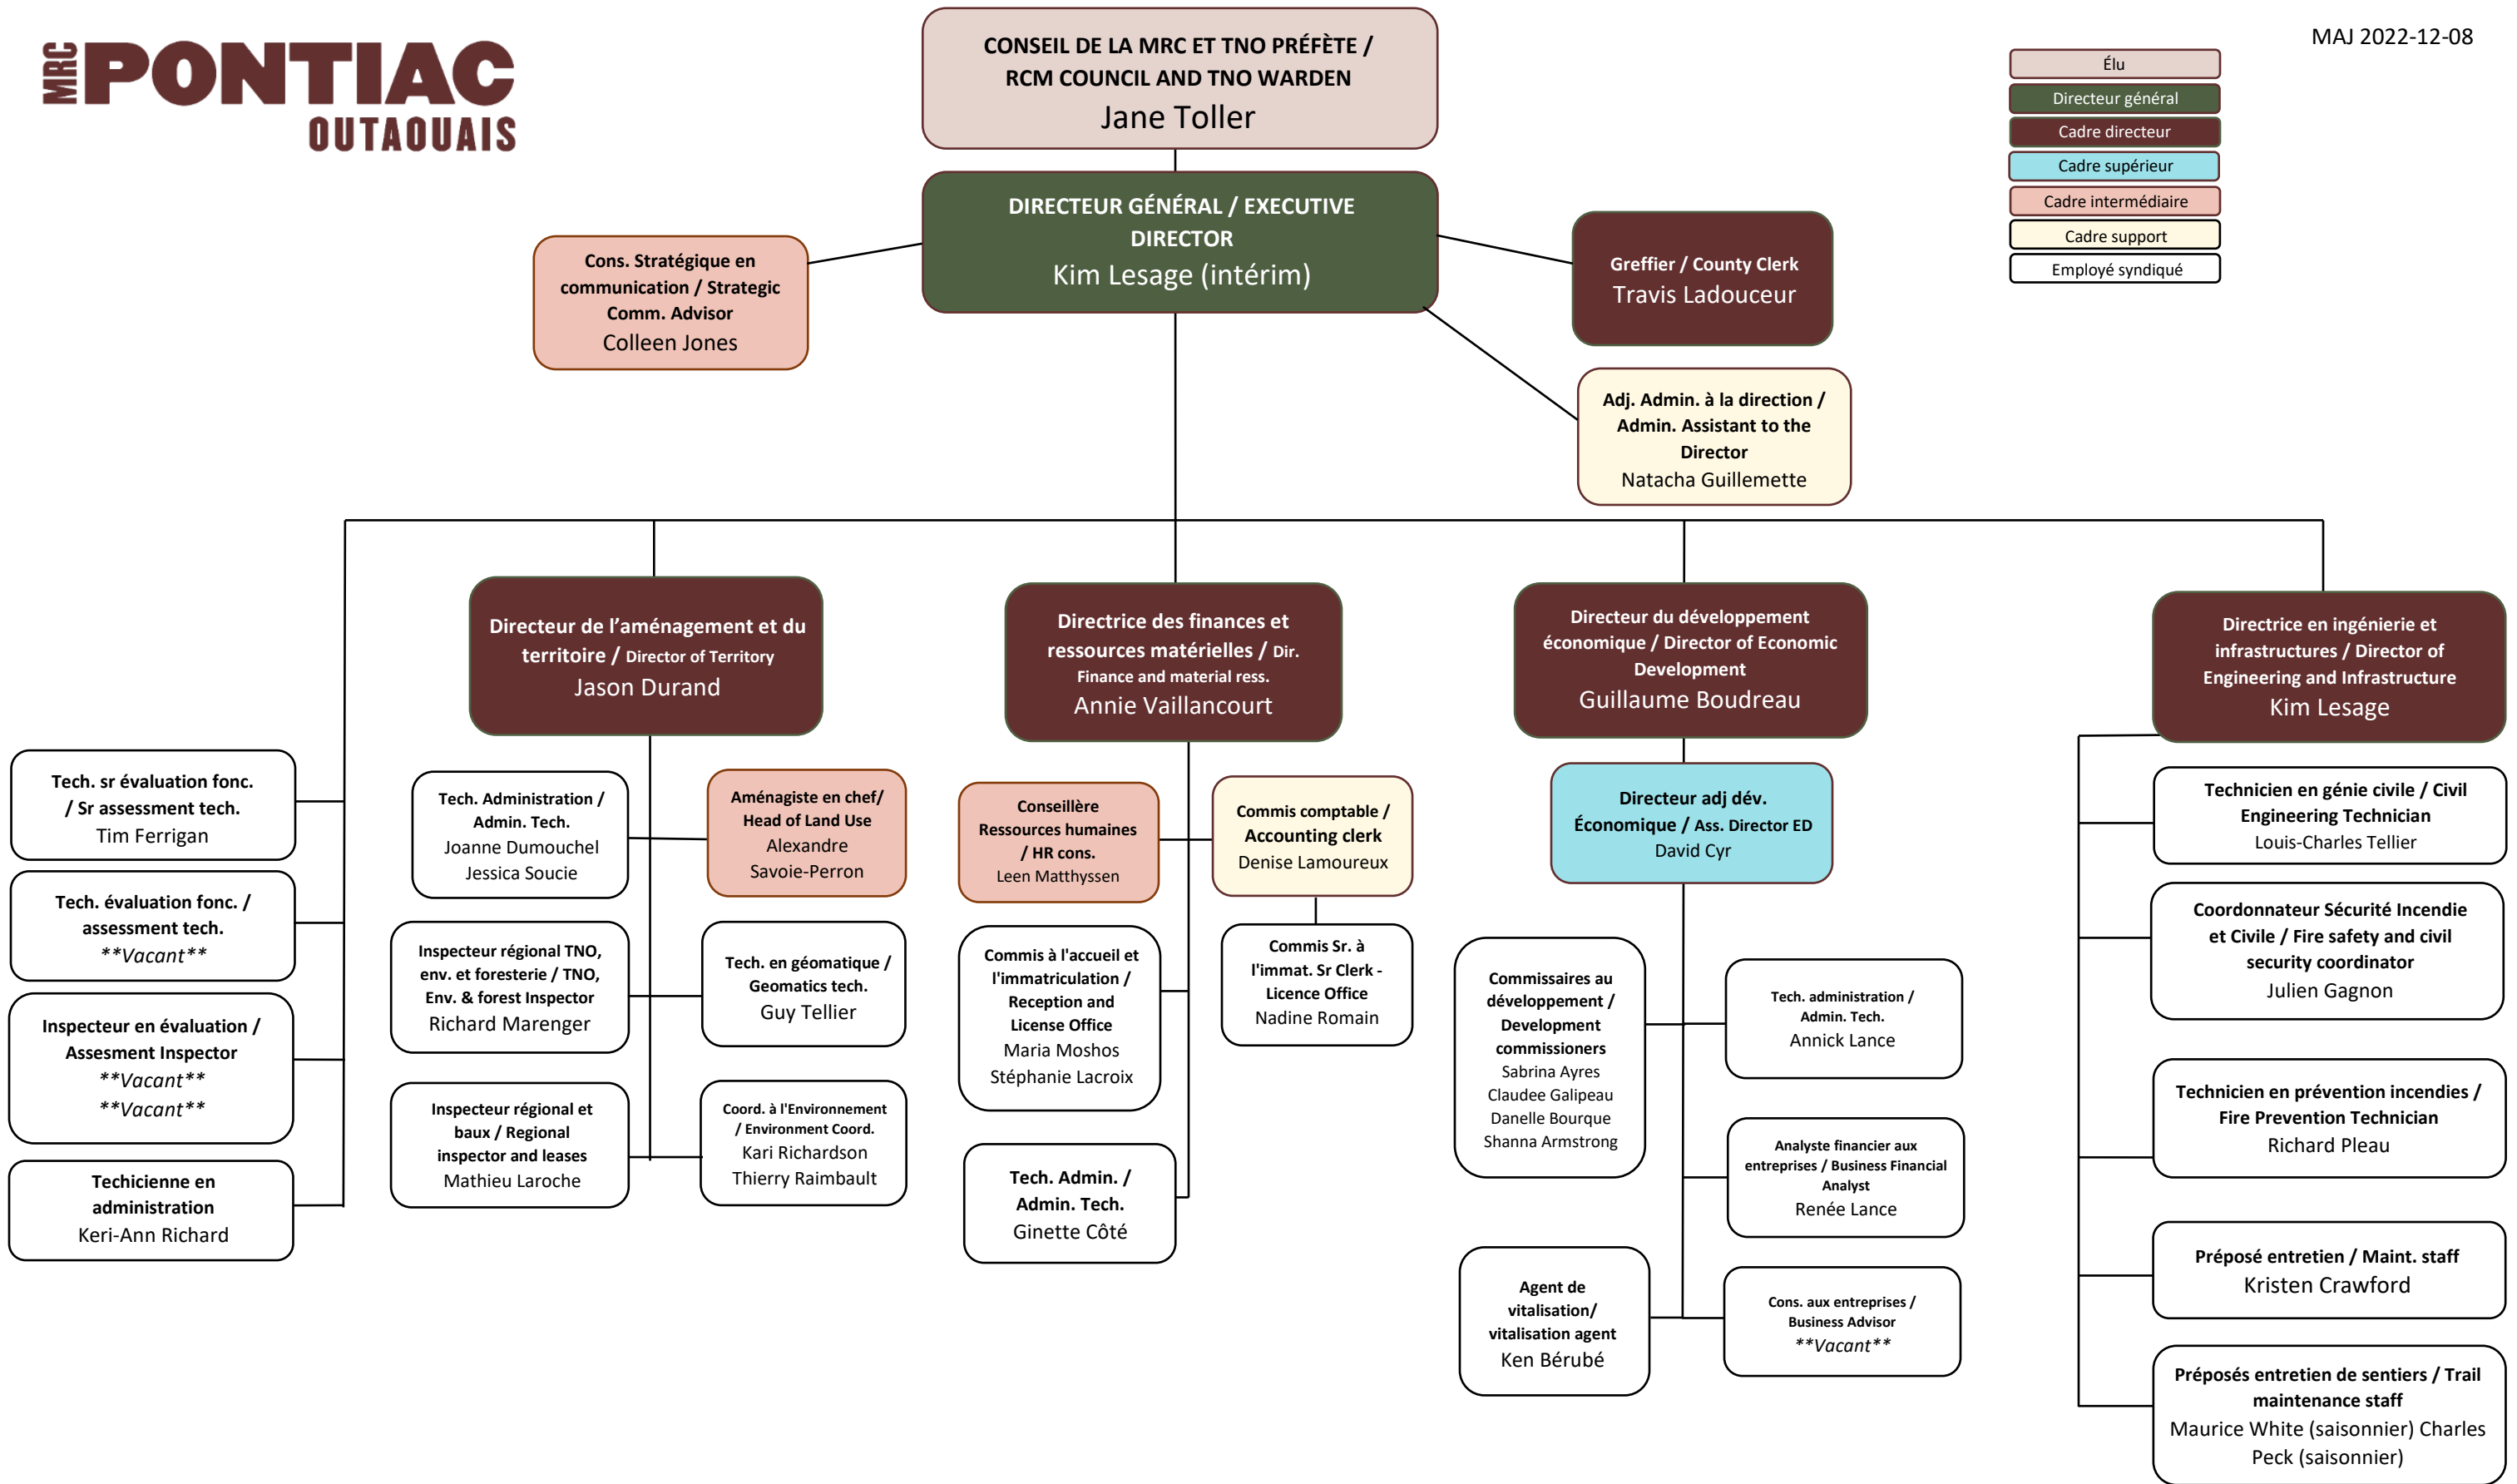 MRC PONTIAC
OUTAOUAIS
MAJ 2022-12-08
Élu
Directeur général
Cadre directeur
Cadre supérieur
Cadre intermédiaire
Cadre support
Employé syndiqué
CONSEIL DE LA MRC ET TNO PRÉFÈTE /
RCM COUNCIL AND TNO WARDEN
Jane Toller
DIRECTEUR GÉNÉRAL / EXECUTIVE
DIRECTOR
Kim Lesage (intérim)
Cons. Stratégique en
communication / Strategic
Comm. Advisor
Colleen Jones
Greffier / County Clerk
Travis Ladouceur
Adj. Admin. à la direction /
Admin. Assistant to the
Director
Natacha Guillemette
Tech. sr évaluation fonc.
/ Sr assessment tech.
Tim Ferrigan
Tech. évaluation fonc. /
assessment tech.
**Vacant**
Inspecteur en évaluation /
Assesment Inspector
**Vacant**
**Vacant**
Techicienne en
administration
Keri-Ann Richard
Directeur de l’aménagement et du
territoire / Director of Territory
Jason Durand
Tech. Administration /
Admin. Tech.
Joanne Dumouchel
Jessica Soucie
Aménagiste en chef/
Head of Land Use
Alexandre
Savoie-Perron
Inspecteur régional TNO,
env. et foresterie / TNO,
Env. & forest Inspector
Richard Marenger
Tech. en géomatique /
Geomatics tech.
Guy Tellier
Inspecteur régional et
baux / Regional
inspector and leases
Mathieu Laroche
Coord. à l'Environnement
/ Environment Coord.
Kari Richardson
Thierry Raimbault
Directrice des finances et
ressources matérielles / Dir.
Finance and material ress.
Annie Vaillancourt
Conseillère
Ressources humaines
/ HR cons.
Leen Matthyssen
Commis comptable /
Accounting clerk
Denise Lamoureux
Commis à l'accueil et
l'immatriculation /
Reception and
License Office
Maria Moshos
Stéphanie Lacroix
Commis Sr. à
l'immat. Sr Clerk -
Licence Office
Nadine Romain
Tech. Admin. /
Admin. Tech.
Ginette Côté
Directeur du développement
économique / Director of Economic
Development
Guillaume Boudreau
Directeur adj dév.
Économique / Ass. Director ED
David Cyr
Commissaires au
développement /
Development
commissioners
Sabrina Ayres
Claudee Galipeau
Danelle Bourque
Shanna Armstrong
Tech. administration /
Admin. Tech.
Annick Lance
Analyste financier aux
entreprises / Business Financial
Analyst
Renée Lance
Agent de
vitalisation/
vitalisation agent
Ken Bérubé
Cons. aux entreprises /
Business Advisor
**Vacant**
Directrice en ingénierie et
infrastructures / Director of
Engineering and Infrastructure
Kim Lesage
Technicien en génie civile / Civil
Engineering Technician
Louis-Charles Tellier
Coordonnateur Sécurité Incendie
et Civile / Fire safety and civil
security coordinator
Julien Gagnon
Technicien en prévention incendies /
Fire Prevention Technician
Richard Pleau
Préposé entretien / Maint. staff
Kristen Crawford
Préposés entretien de sentiers / Trail
maintenance staff
Maurice White (saisonnier) Charles
Peck (saisonnier)